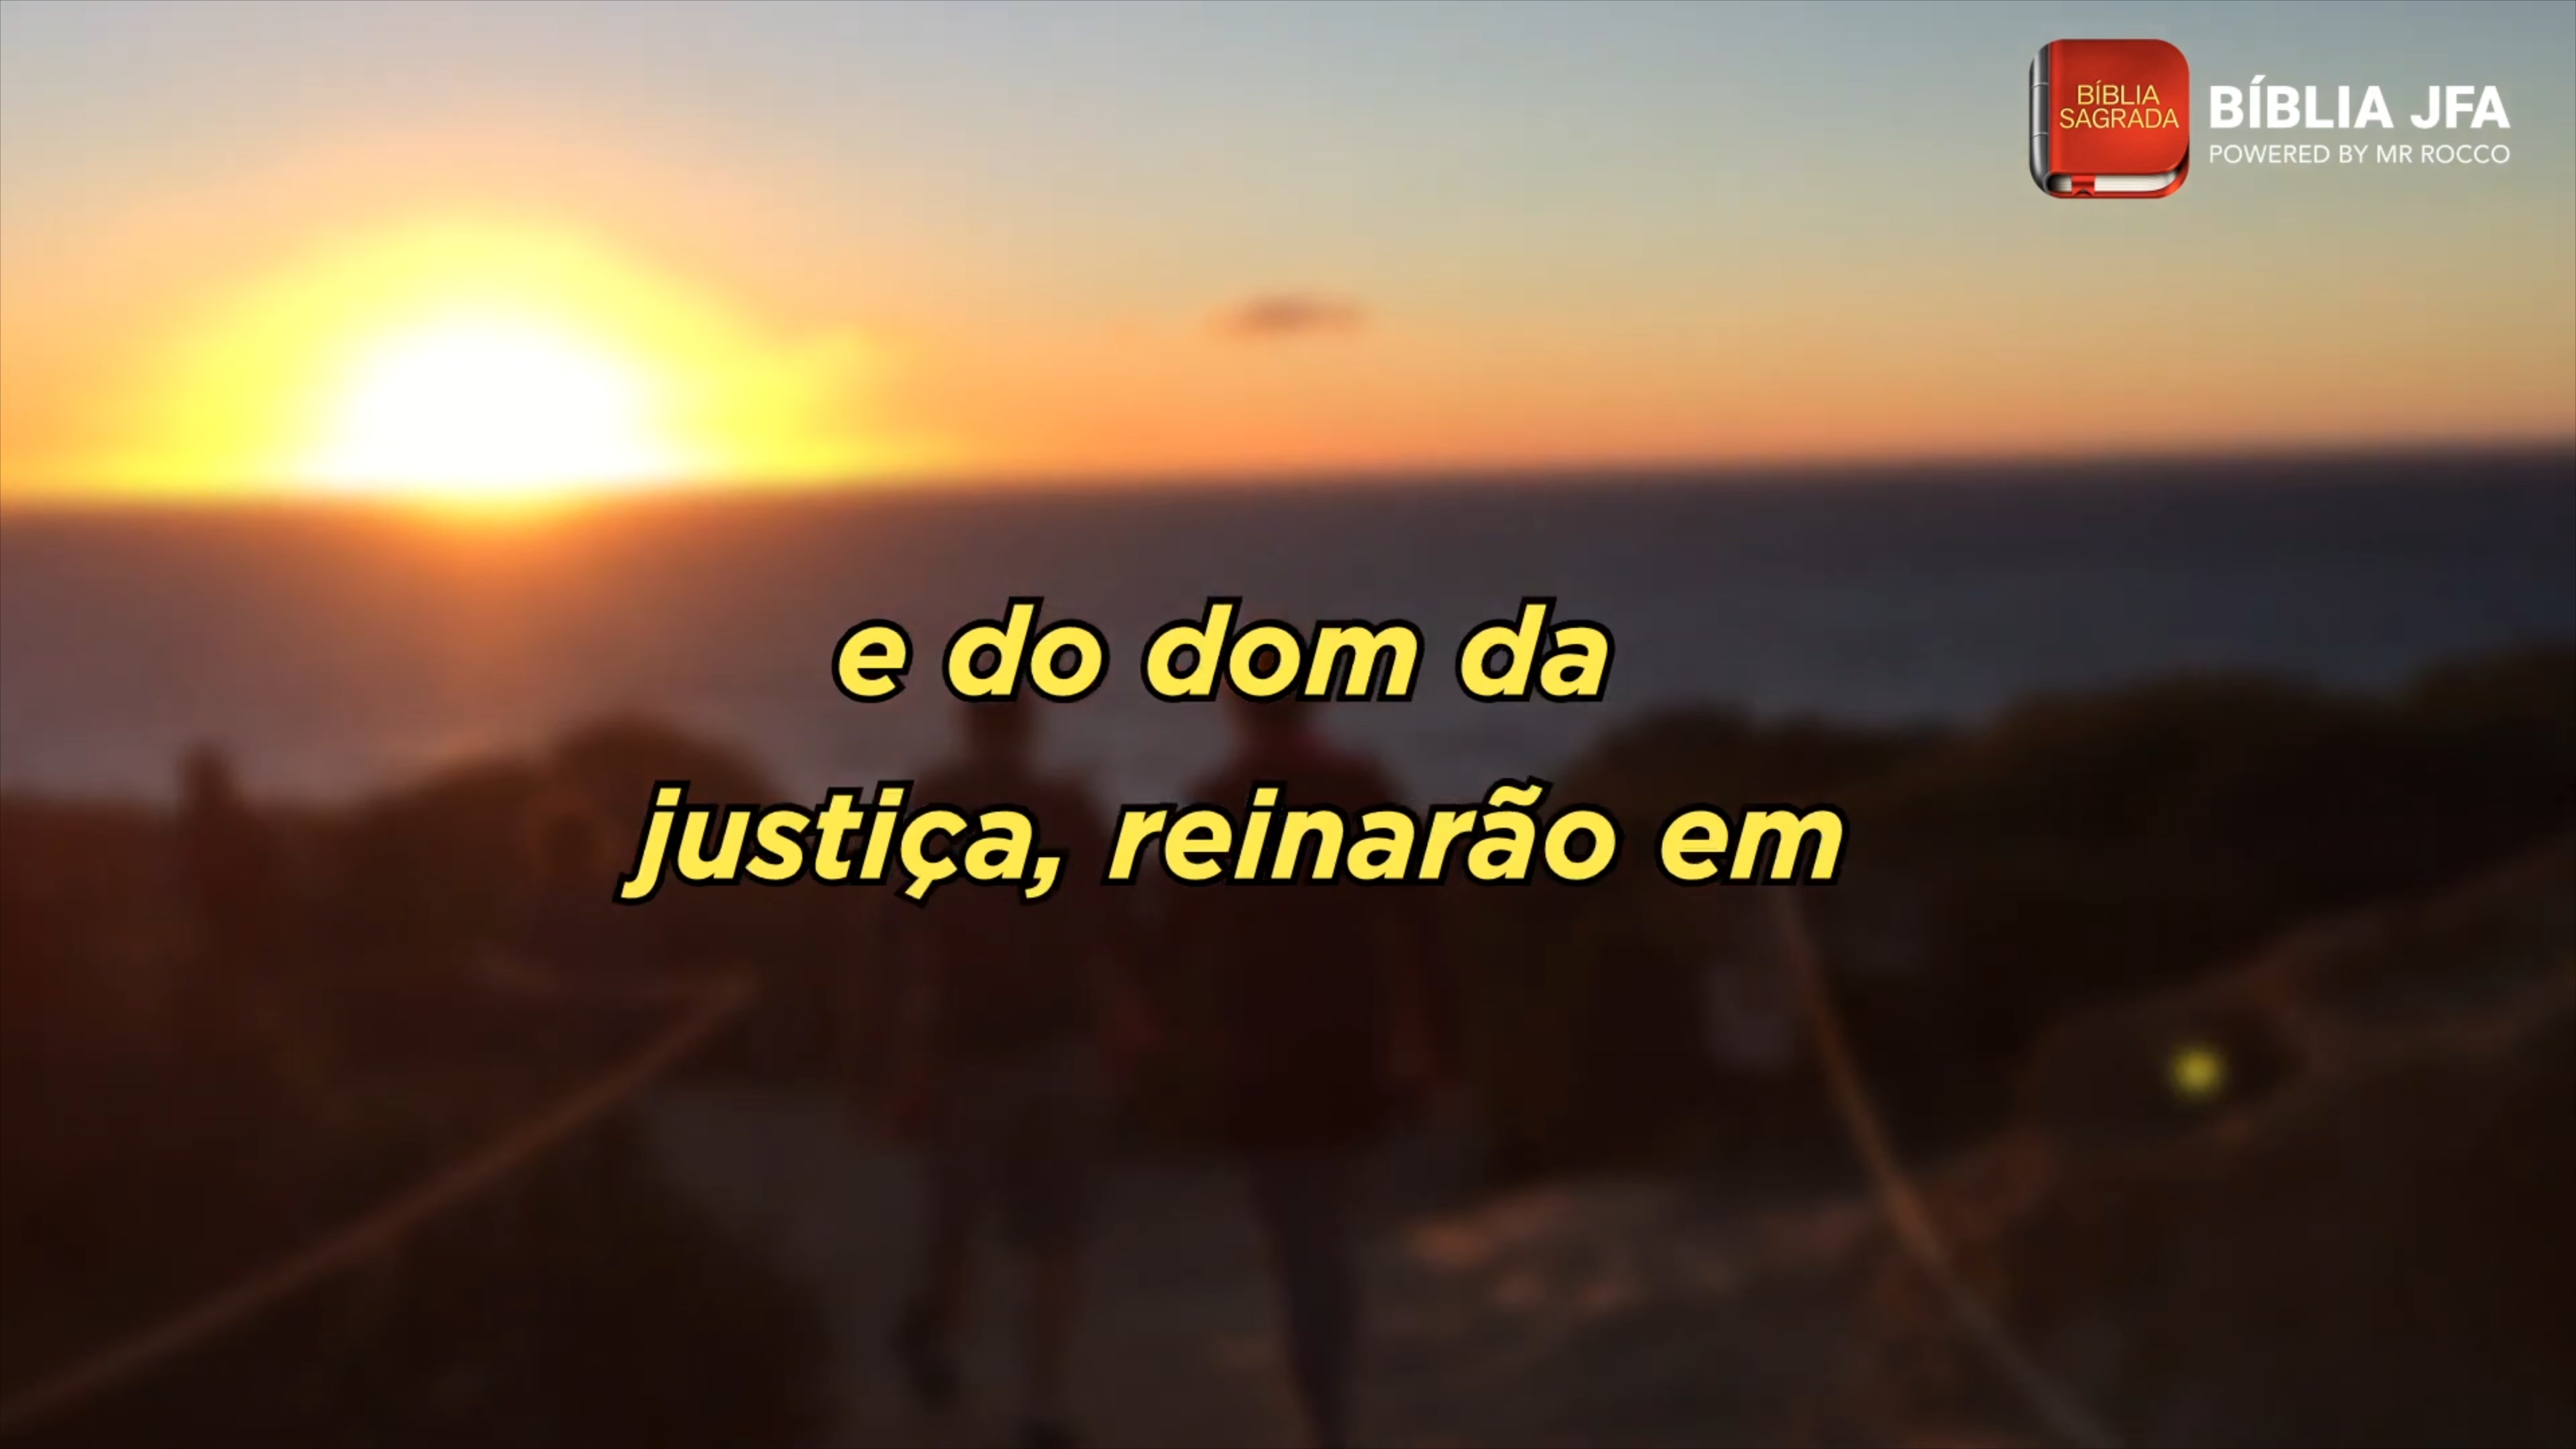 BÍBLIA
SAGRADA
BÍBLIA JFA
POWERED BY MR ROCCO
e do dom da
justiça, reinarão em